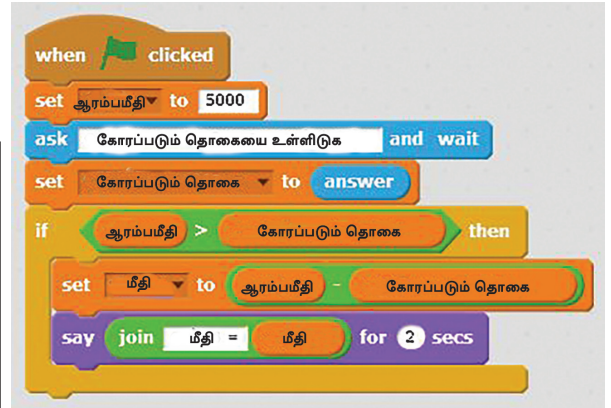 when clicked
set ஆரம்பமீதி to 5000
ask கோரப்படும் தொகையை உள்ளிடுக and wait
set கோரப்படும் தொகை to answer
if ஆரம்பமீதி > கோரப்படும் தொகை then
set மீதி to ஆரம்பமீதி - கோரப்படும் தொகை
say join மீதி = மீதி for 2 secs